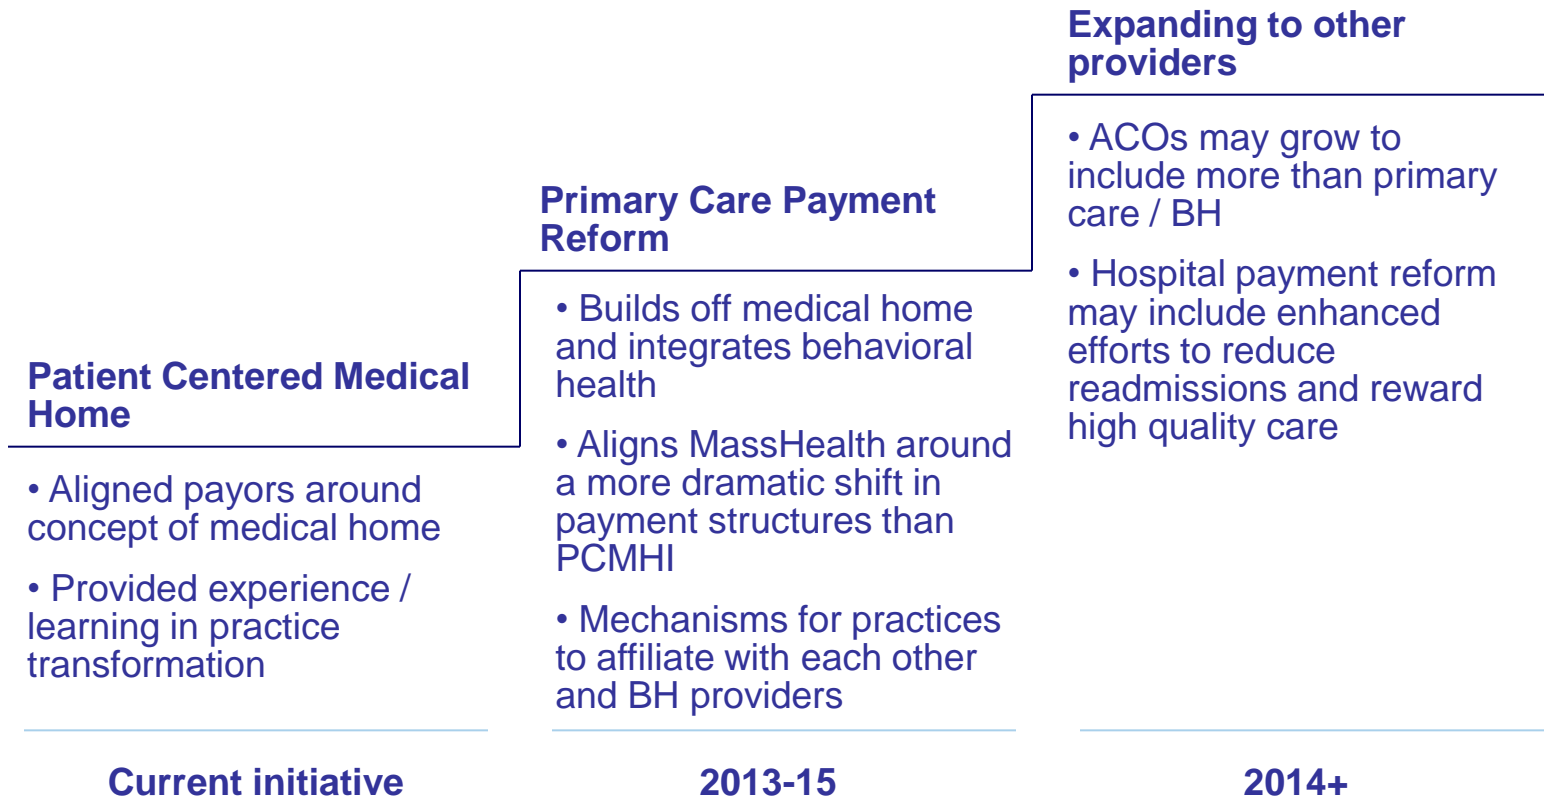 Patient Centered Medical
Home
• Aligned payors around
concept of medical home
• Provided experience /
learning in practice
transformation
Current initiative
Primary Care Payment
Reform
• Builds off medical home
and integrates behavioral
health
• Aligns MassHealth around
a more dramatic shift in
payment structures than
PCMHI
• Mechanisms for practices
to affiliate with each other
and BH providers
2013-15
Expanding to other
providers
• ACOs may grow to
include more than primary
care / BH
• Hospital payment reform
may include enhanced
efforts to reduce
readmissions and reward
high quality care
2014+